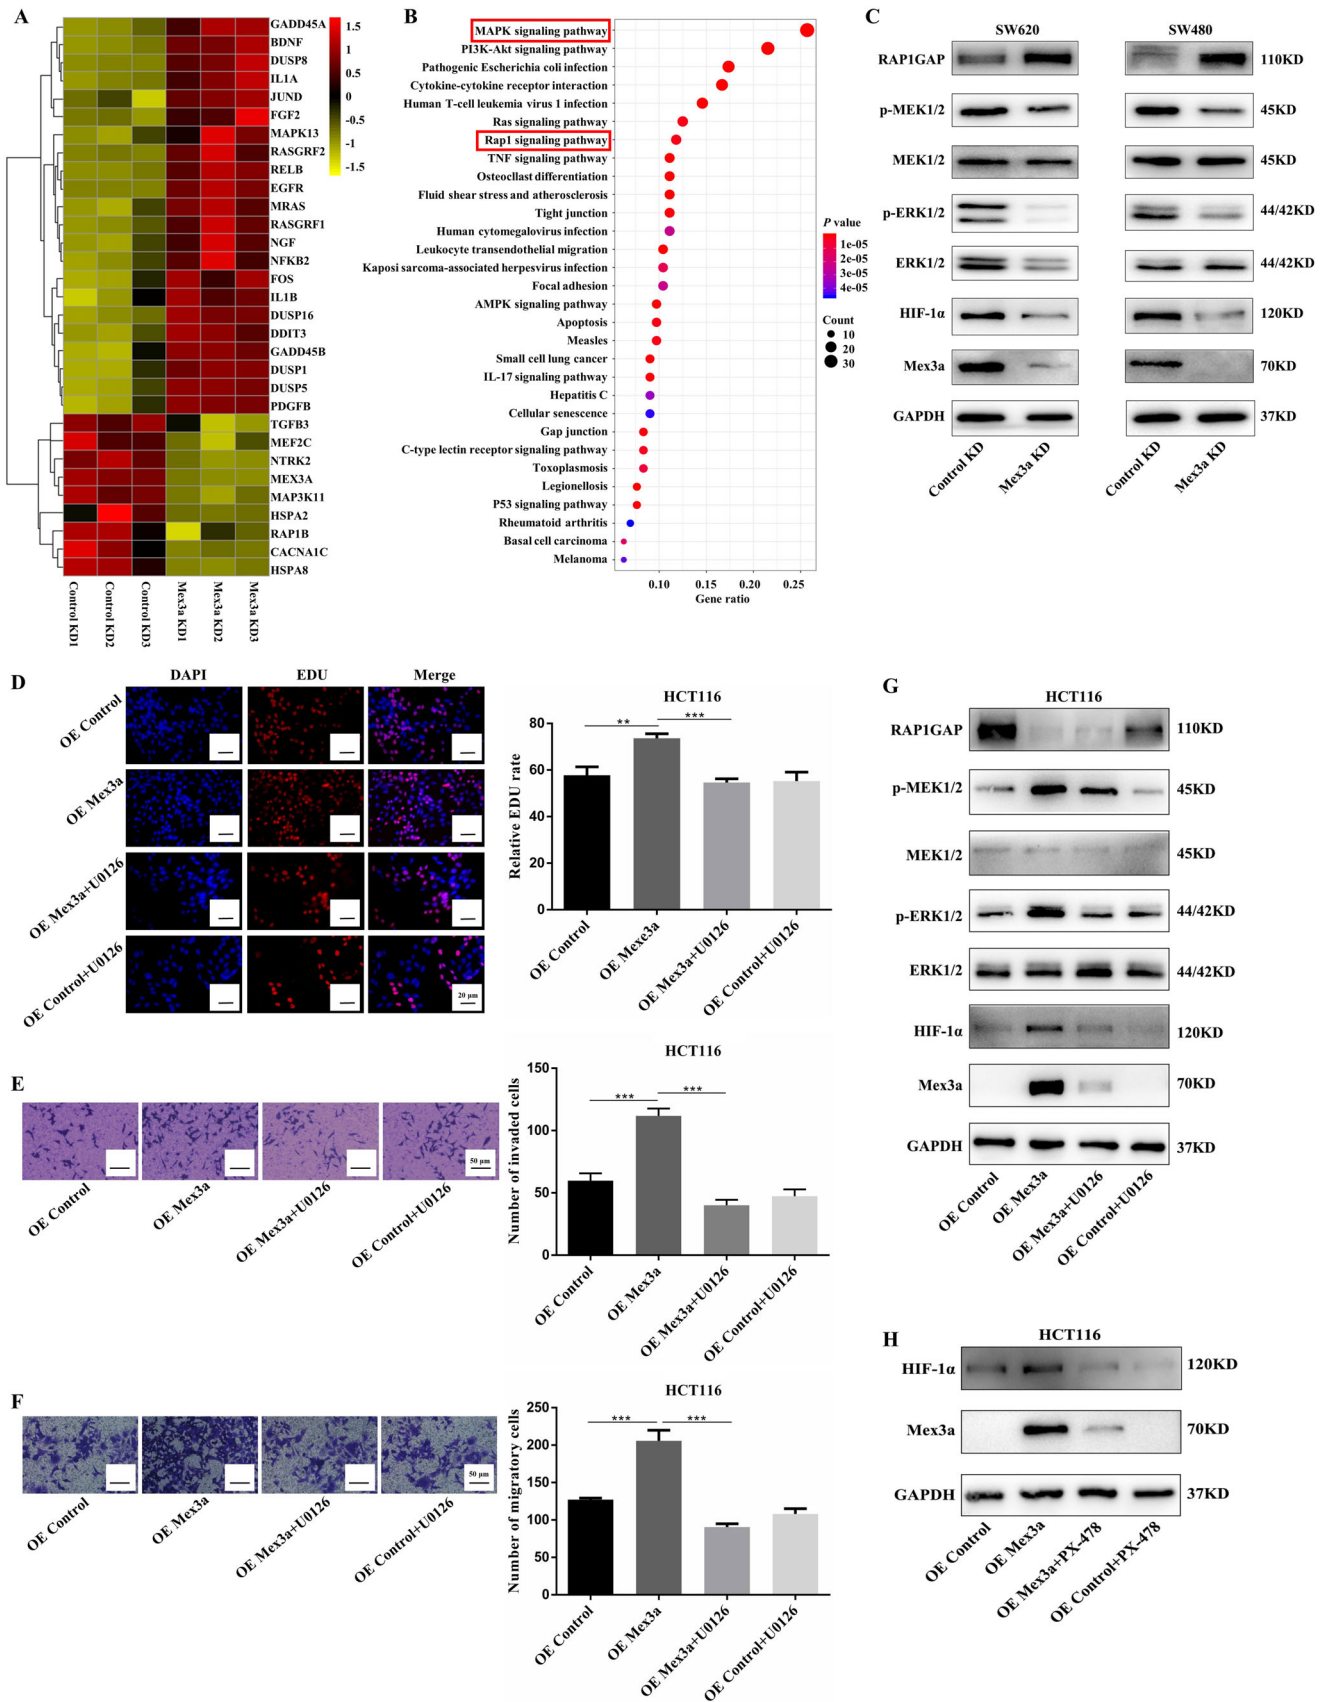 A
GADD45A
BDNF
DUSP8
IL1A
JUND
FGF2
MAPK13
RASGRF2
RELB
EGFR
MRAS
RASGRF1
NGF
NFKB2
FOS
IL1B
DUSP16
DDIT3
GADD45B
DUSP1
DUSP5
PDGFB
TGFB3
MEF2C
NTRK2
MEX3A
MAP3K11
HSPA2
RAP1B
CACNA1C
HSPA8
1.5
1
0.5
0
-0.5
-1
-1.5
Control KD1
Control KD2
Control KD3
Mex3a KD1
Mex3a KD2
Mex3a KD3
B
MAPK signaling pathway
PI3K-Akt signaling pathway
Pathogenic Escherichia coli infection
Cytokine-cytokine receptor interaction
Human T-cell leukemia virus 1 infection
Ras signaling pathway
Rap1 signaling pathway
TNF signaling pathway
Osteocllast differentiation
Fluid shear stress and atherosclerosis
Tight junction
Human cytomegalovirus infection
Leukocyte transendothelial migration
Kaposi sarcoma-associated herpesvirus infection
Focal adhesion
AMPK signaling pathway
Apoptosis
Measles
Small cell lung cancer
IL-17 signaling pathway
Hepatitis C
Cellular senescence
Gap junction
C-type lectin receptor signaling pathway
Toxoplasmosis
Legionellosis
P53 signaling pathway
Rheumatoid arthritis
Basal cell carcinoma
Melanoma
0.10 0.15 0.20 0.25
Gene ratio
P value
1e-05
2e-05
3e-05
4e-05
Count
10
20
30
C
SW620 SW480
RAP1GAP 110KD
p-MEK1/2 45KD
MEK1/2 45KD
p-ERK1/2 44/42KD
ERK1/2 44/42KD
HIF-1α 120KD
Mex3a 70KD
GAPDH 37KD
Control KD Mex3a KD Control KD Mex3a KD
D
DAPI EDU Merge
OE Control
OE Mex3a
OE Mex3a+U0126
OE Control+U0126
20 μm
HCT116
Relative EDU rate
80
60
40
20
0
** ***
OE Control OE Mexe3a OE Mex3a+U0126 OE Control+U0126
E
50 μm
OE Control OE Mex3a OE Mex3a+U0126 OE Control+U0126
HCT116
Number of invaded cells
150
100
50
0
*** ***
OE Control OE Mex3a OE Mex3a+U0126 OE Control+U0126
F
50 μm
OE Control OE Mex3a OE Mex3a+U0126 OE Control+U0126
HCT116
Number of migratory cells
250
200
150
100
50
0
*** ***
OE Control OE Mex3a OE Mex3a+U0126 OE Control+U0126
G
HCT116
RAP1GAP 110KD
p-MEK1/2 45KD
MEK1/2 45KD
p-ERK1/2 44/42KD
ERK1/2 44/42KD
HIF-1α 120KD
Mex3a 70KD
GAPDH 37KD
OE Control OE Mex3a OE Mex3a+U0126 OE Control+U0126
H
HCT116
HIF-1α 120KD
Mex3a 70KD
GAPDH 37KD
OE Control OE Mex3a OE Mex3a+PX-478 OE Control+PX-478